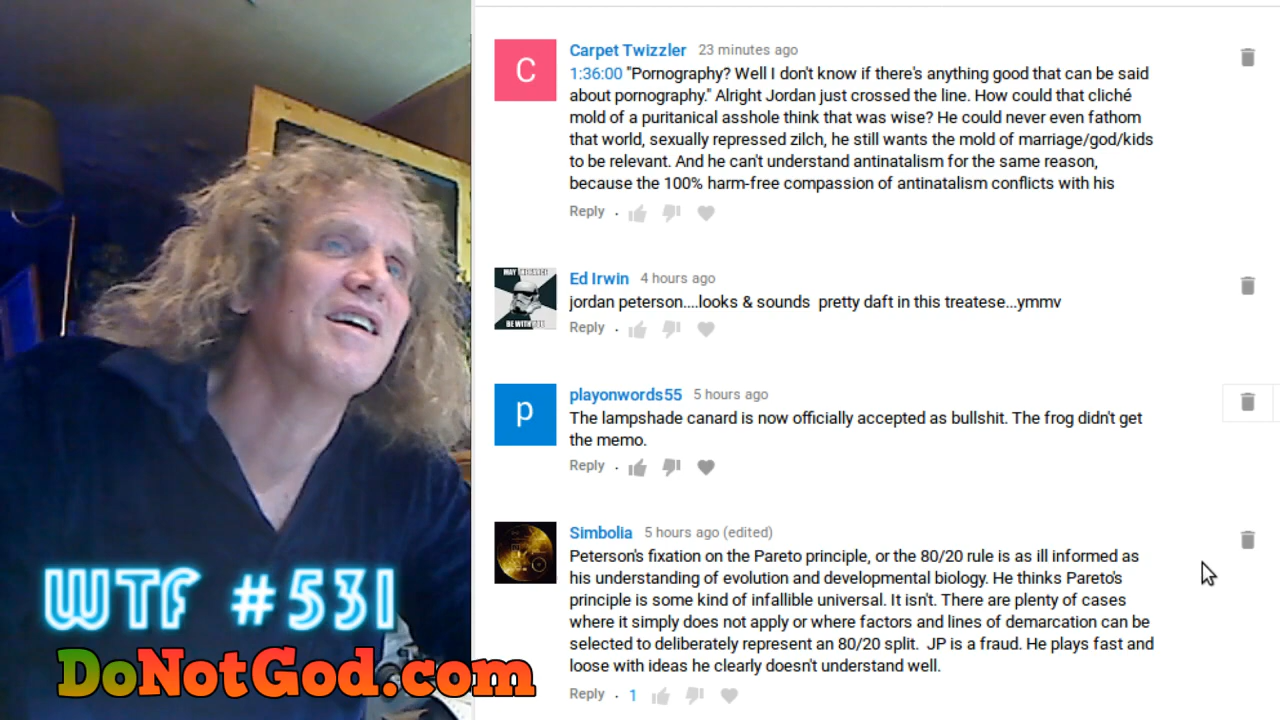 C
Carpet Twizzler 23 minutes ago
1:36:00 "Pornography? Well I don't know if there's anything good that can be said
about pornography." Alright Jordan just crossed the line. How could that cliché
mold of a puritanical asshole think that was wise? He could never even fathom
that world, sexually repressed zilch, he still wants the mold of marriage/god/kids
to be relevant. And he can't understand antinatalism for the same reason,
because the 100% harm-free compassion of antinatalism conflicts with his
Reply .
MAY
BE WITH YOU
Ed Irwin 4 hours ago
jordan peterson....looks & sounds pretty daft in this treatese...ymmv
Reply .
p
playonwords55 5 hours ago
The lampshade canard is now officially accepted as bullshit. The frog didn't get
the memo.
Reply .
Simbolia 5 hours ago (edited)
Peterson's fixation on the Pareto principle, or the 80/20 rule is as ill informed as
his understanding of evolution and developmental biology. He thinks Pareto's
principle is some kind of infallible universal. It isn't. There are plenty of cases
where it simply does not apply or where factors and lines of demarcation can be
selected to deliberately represent an 80/20 split. JP is a fraud. He plays fast and
loose with ideas he clearly doesn't understand well.
Reply . 1
WTF #531
DoNotGod.com